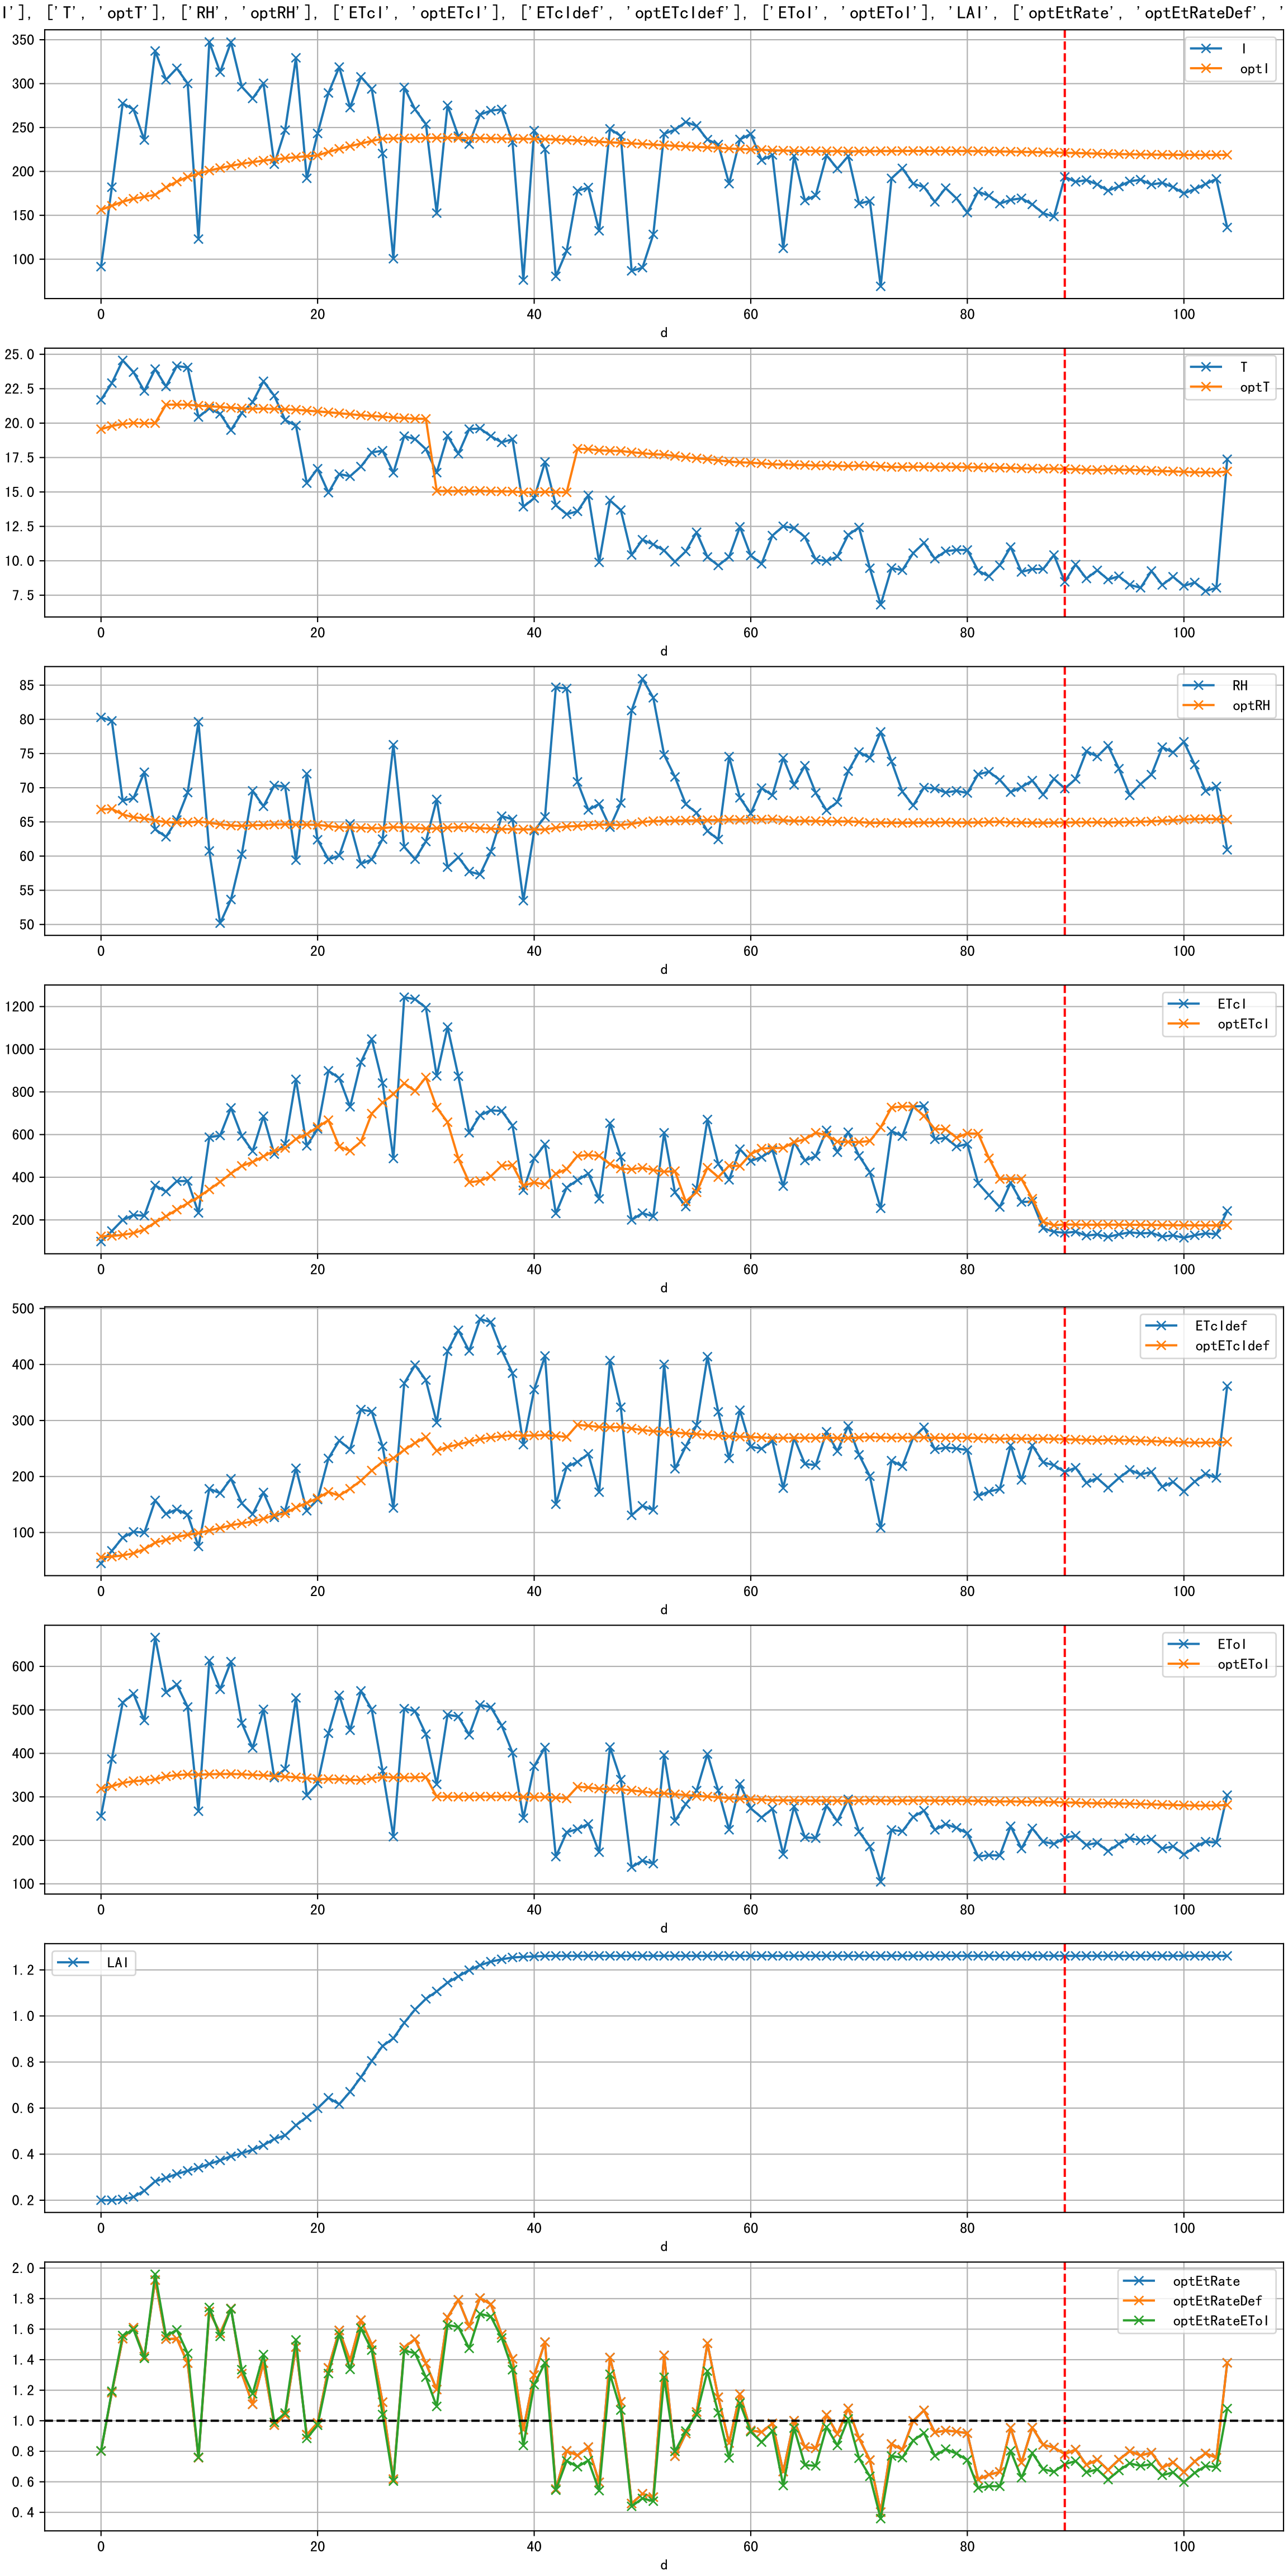 I'], ['T', 'optT'], ['RH', 'optRH'], ['ETcI', 'optETcI'], ['ETcIdef', 'optETcIdef'], ['EToI', 'optEToI'], 'LAI', ['optEtRate', 'optEtRateDef', '
350
300
250
200
150
100
I
optI
0 20 40 60 80 100
d
25.0
22.5
20.0
17.5
15.0
12.5
10.0
7.5
T
optT
0 20 40 60 80 100
d
85
80
75
70
65
60
55
50
RH
optRH
0 20 40 60 80 100
d
1200
1000
800
600
400
200
ETcI
optETcI
0 20 40 60 80 100
d
500
400
300
200
100
ETcIdef
optETcIdef
0 20 40 60 80 100
d
600
500
400
300
200
100
EToI
optEToI
0 20 40 60 80 100
d
1.2
1.0
0.8
0.6
0.4
0.2
LAI
0 20 40 60 80 100
d
2.0
1.8
1.6
1.4
1.2
1.0
0.8
0.6
0.4
optEtRate
optEtRateDef
optEtRateEToI
0 20 40 60 80 100
d